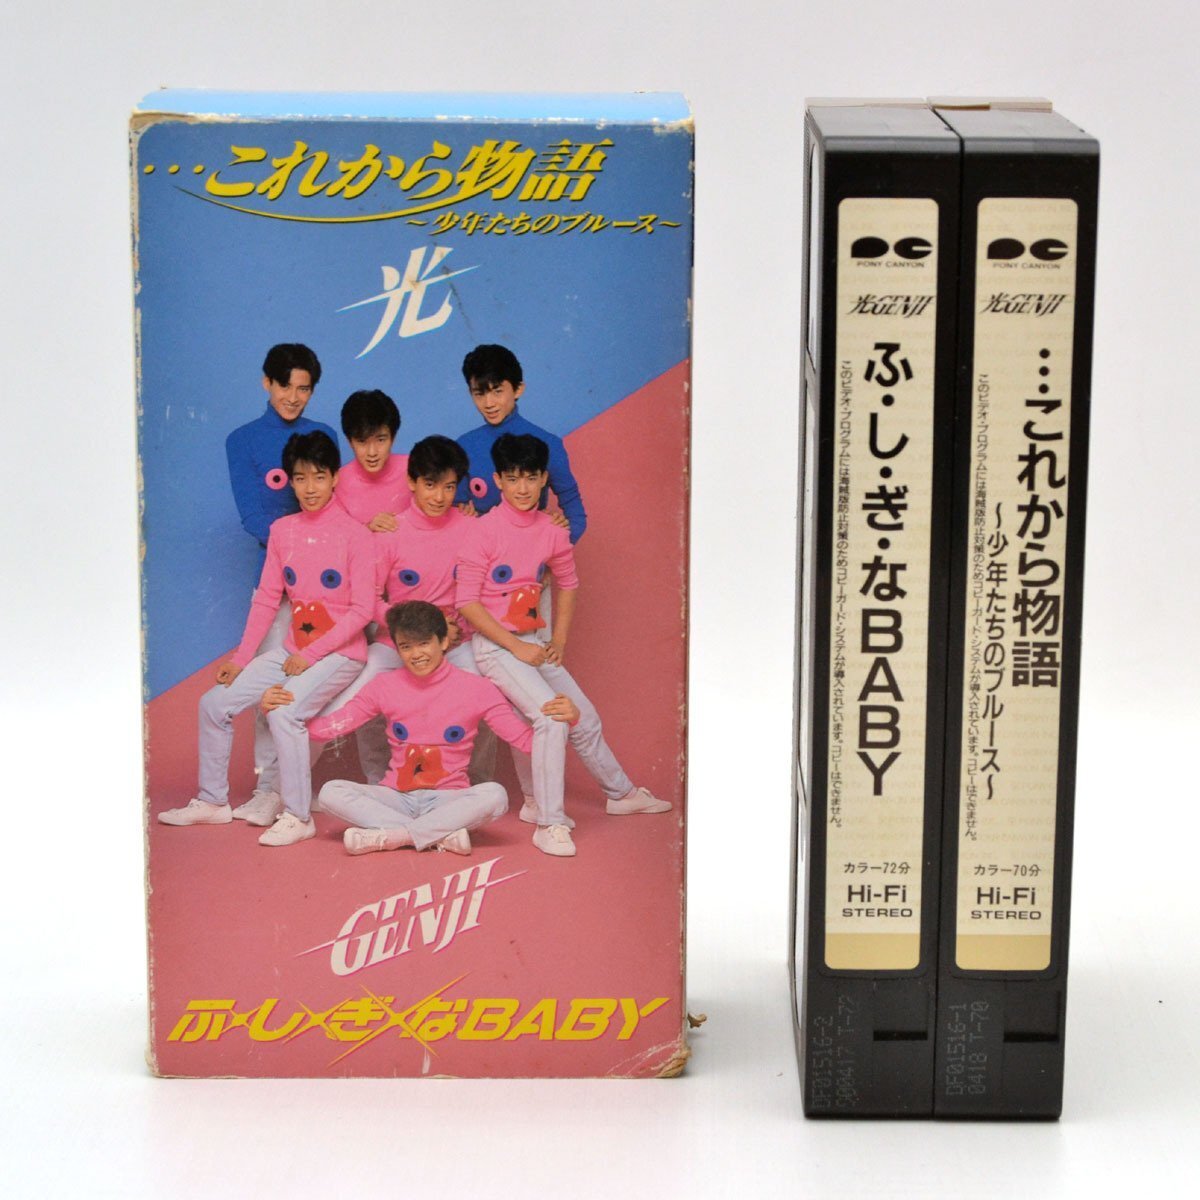 …これから物語
～少年たちのブルース～
光
GENJI
ふ・し・ぎ・なBABY
PONY CANYON
光GENJI
ふ・し・ぎ・なBABY
このビデオ・プログラムには海賊版防止対策のためコピーガード・システムが導入されています。コピーはできません。
カラー72分
Hi-Fi
STEREO
DF01516-2
PONY CANYON
光GENJI
…これから物語
～少年たちのブルース～
このビデオ・プログラムには海賊版防止対策のためコピーガード・システムが導入されています。コピーはできません。
カラー70分
Hi-Fi
STEREO
DF01516-1
0418 T-70